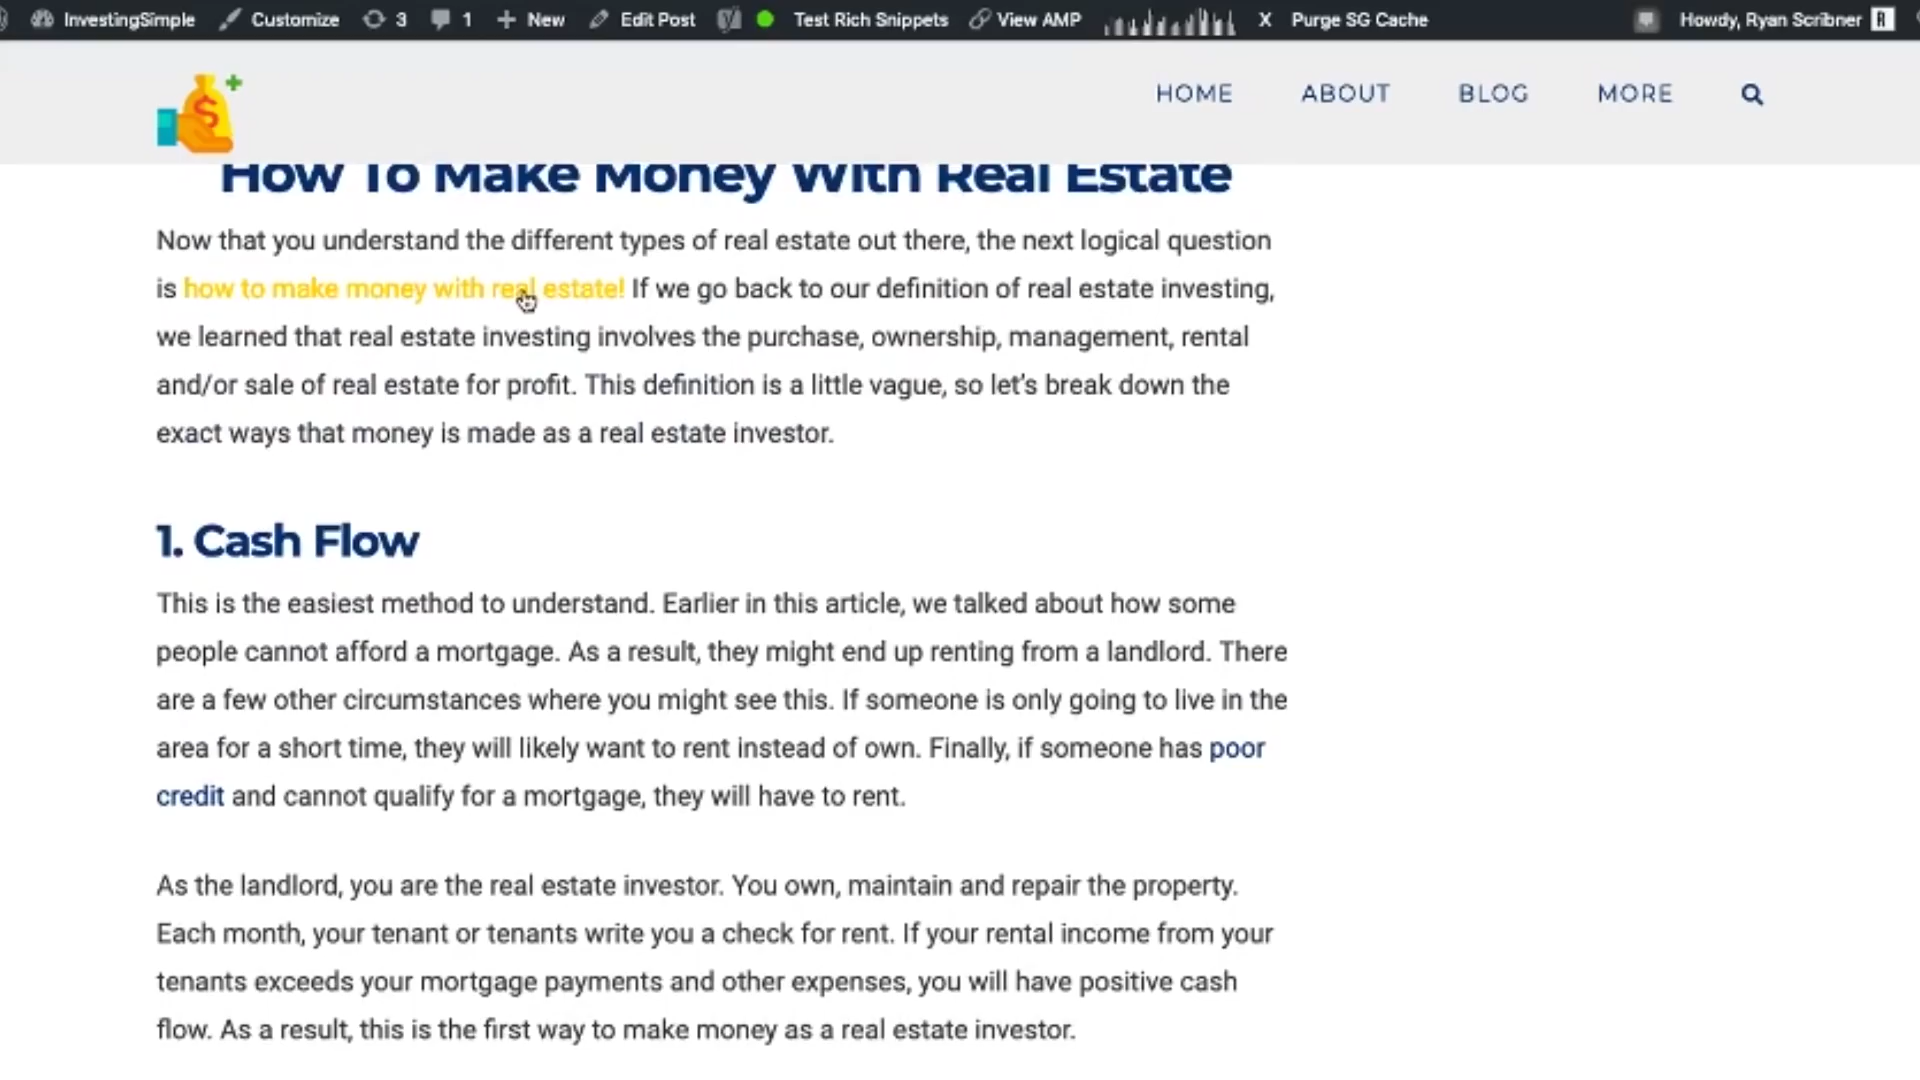 InvestingSimple Customize 3 1 New Edit Post Test Rich Snippets View AMP X Purge SG Cache Howdy, Ryan Scribner R
$
HOME ABOUT BLOG MORE
How To Make Money With Real Estate
Now that you understand the different types of real estate out there, the next logical question
is how to make money with real estate! If we go back to our definition of real estate investing,
we learned that real estate investing involves the purchase, ownership, management, rental
and/or sale of real estate for profit. This definition is a little vague, so let's break down the
exact ways that money is made as a real estate investor.
1. Cash Flow
This is the easiest method to understand. Earlier in this article, we talked about how some
people cannot afford a mortgage. As a result, they might end up renting from a landlord. There
are a few other circumstances where you might see this. If someone is only going to live in the
area for a short time, they will likely want to rent instead of own. Finally, if someone has poor
credit and cannot qualify for a mortgage, they will have to rent.
As the landlord, you are the real estate investor. You own, maintain and repair the property.
Each month, your tenant or tenants write you a check for rent. If your rental income from your
tenants exceeds your mortgage payments and other expenses, you will have positive cash
flow. As a result, this is the first way to make money as a real estate investor.